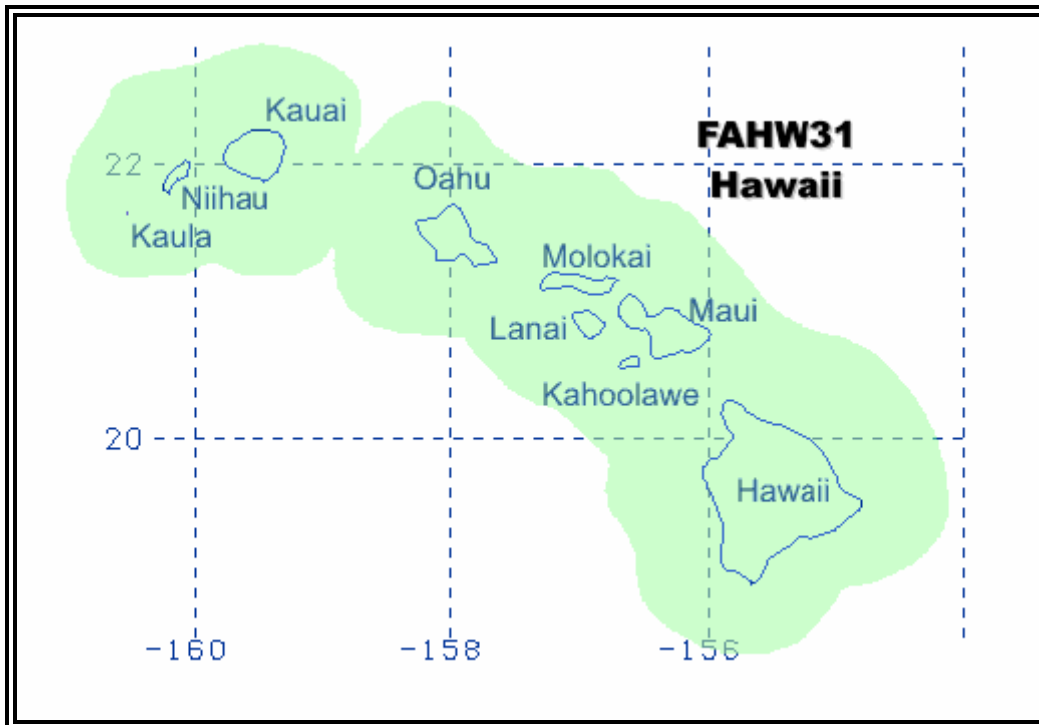 Kauai
FAHW31
22
Hawaii
Oahu
Niihau
Kaula
Molokai
Maui
Lanai
Kahoolawe
20
Hawaii
-160
-158
-156